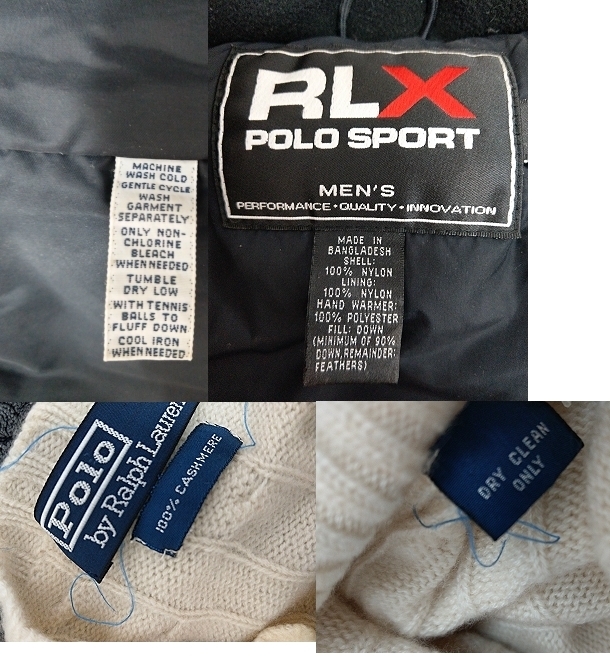 MACHINE
WASH COLD
GENTLE CYCLE
WASH
GARMENT
SEPARATELY
ONLY NON-
CHLORINE
BLEACH
WHEN NEEDED
TUMBLE
DRY LOW
WITH TENNIS
BALLS TO
FLUFF DOWN
COOL IRON
WHEN NEEDED
RLX
POLO SPORT
MEN'S
PERFORMANCE • QUALITY • INNOVATION
MADE IN
BANGLADESH
SHELL:
100% NYLON
LINING:
100% NYLON
HAND WARMER:
100% POLYESTER
FILL: DOWN
(MINIMUM OF 90%
DOWN,REMAINDER:
FEATHERS)
Polo
by Ralph Lauren
100% CASHMERE
DRY CLEAN
ONLY